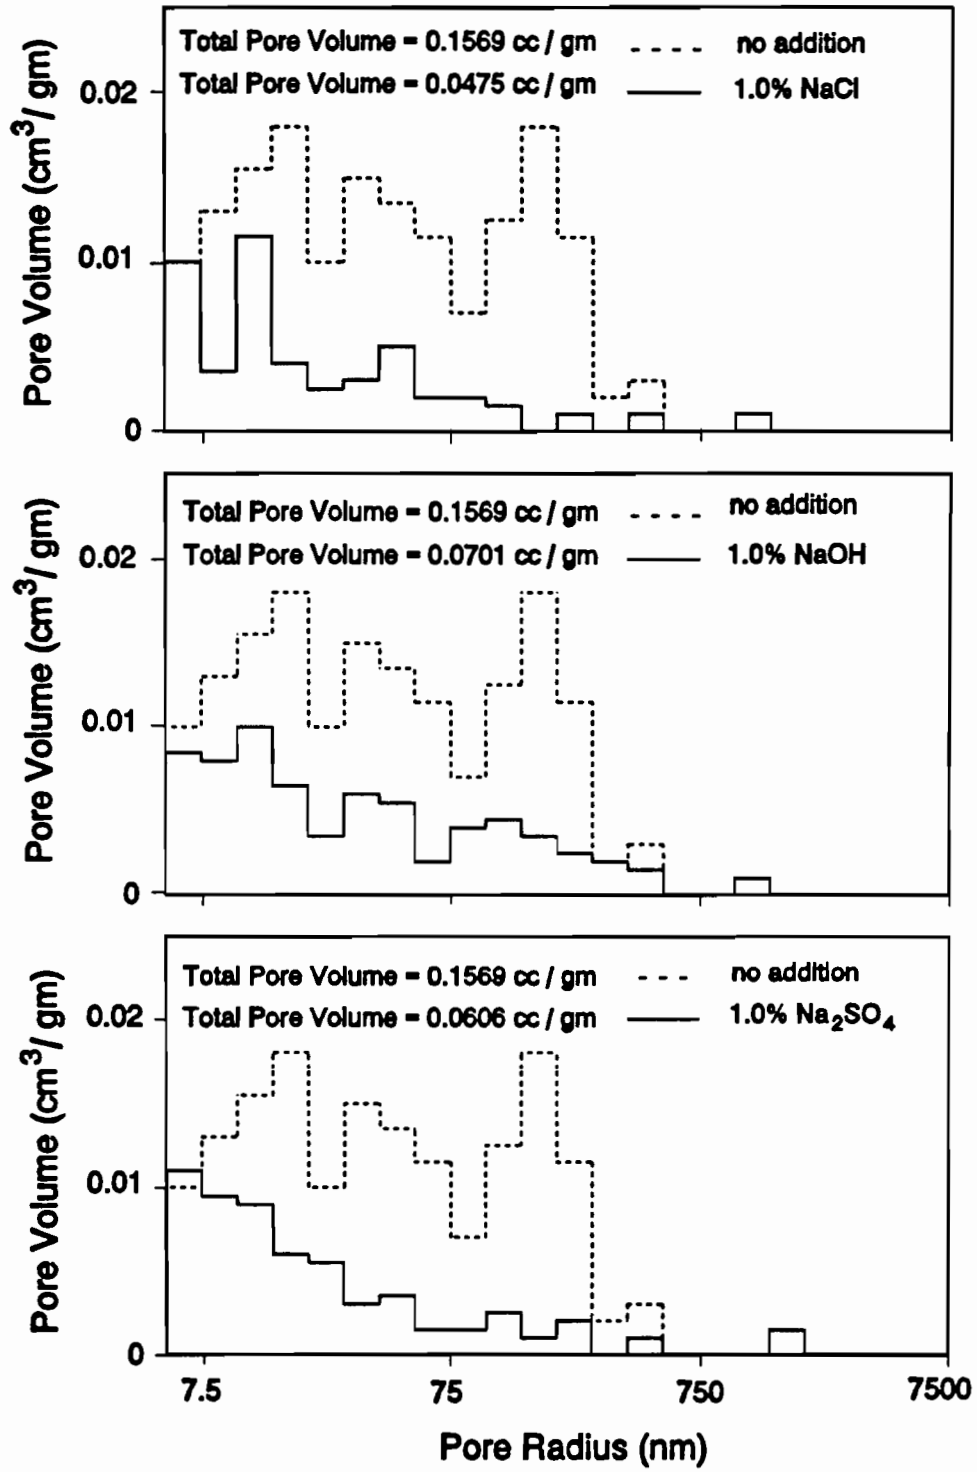 Total Pore Volume = 0.1569 cc / gm no addition
Total Pore Volume = 0.0475 cc / gm 1.0% NaCl
Pore Volume (cm³/ gm)
0.02
0.01
0
Total Pore Volume = 0.1569 cc / gm no addition
Total Pore Volume = 0.0701 cc / gm 1.0% NaOH
Pore Volume (cm³/ gm)
0.02
0.01
0
Total Pore Volume = 0.1569 cc / gm no addition
Total Pore Volume = 0.0606 cc / gm 1.0% Na₂SO₄
Pore Volume (cm³/ gm)
0.02
0.01
0
7.5 75 750 7500
Pore Radius (nm)